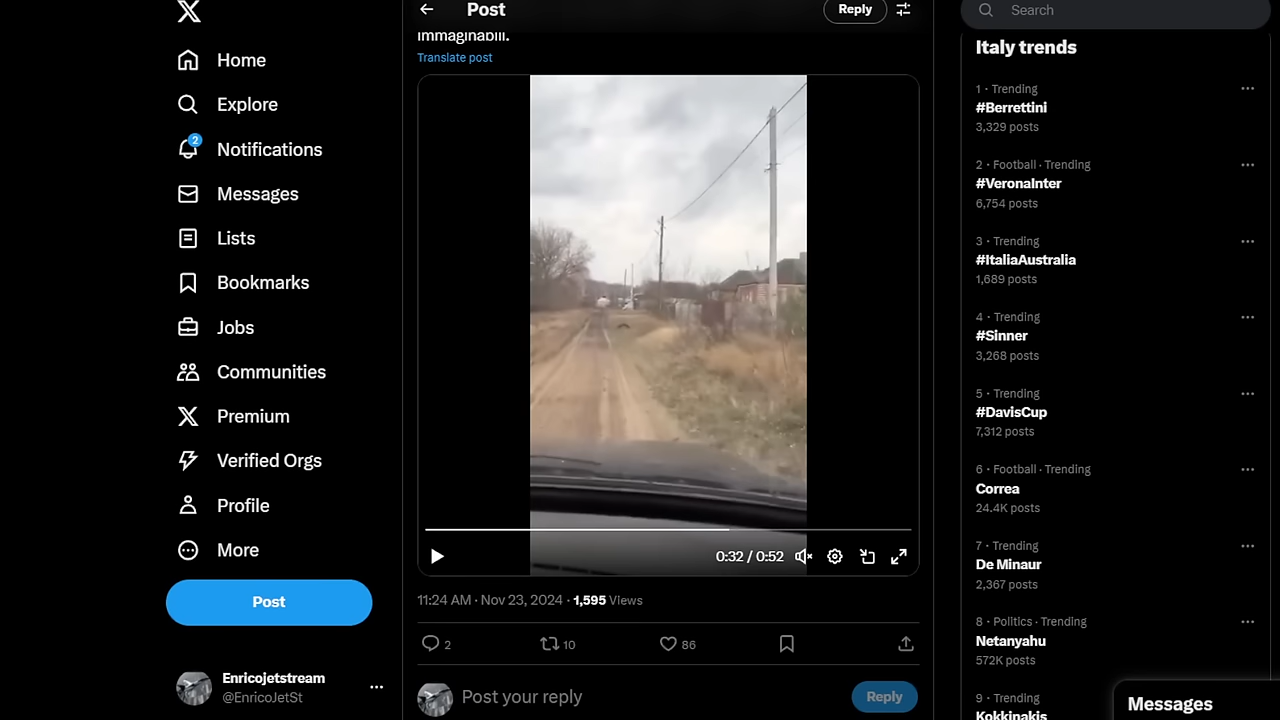 Home
Explore
2
Notifications
Messages
Lists
Bookmarks
Jobs
Communities
Premium
Verified Orgs
Profile
More
Post
Enricojetstream
@EnricoJetSt
Post
Reply
immaginabili.
Translate post
0:32 / 0:52
11:24 AM · Nov 23, 2024 · 1,595 Views
2
10
86
Post your reply
Reply
Search
Italy trends
1 · Trending
#Berrettini
3,329 posts
2 · Football · Trending
#VeronaInter
6,754 posts
3 · Trending
#ItaliaAustralia
1,689 posts
4 · Trending
#Sinner
3,268 posts
5 · Trending
#DavisCup
7,312 posts
6 · Football · Trending
Correa
24.4K posts
7 · Trending
De Minaur
2,367 posts
8 · Politics · Trending
Netanyahu
572K posts
9 · Trending
Kokkinakis
Messages